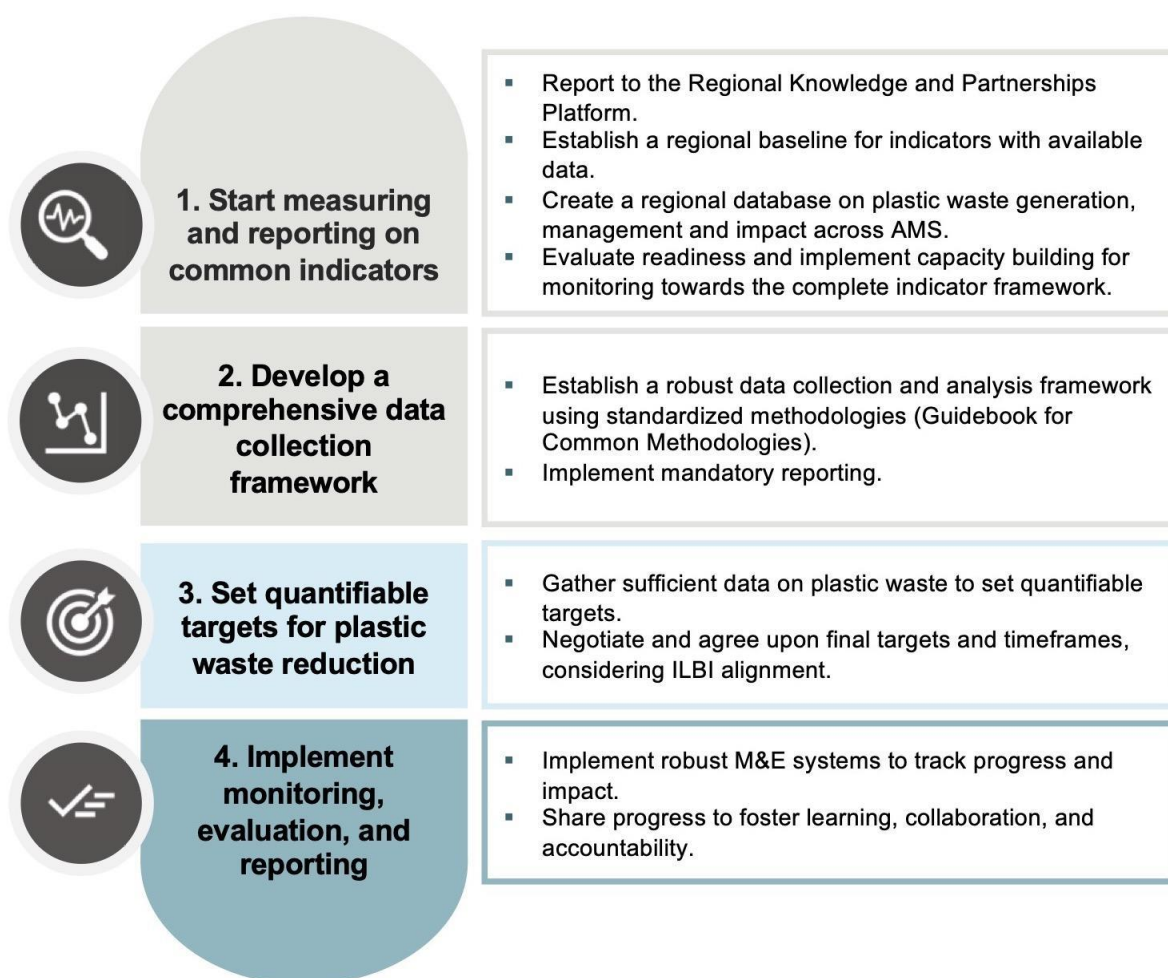 1. Start measuring
and reporting on
common indicators
▪ Report to the Regional Knowledge and Partnerships
Platform.
▪ Establish a regional baseline for indicators with available
data.
▪ Create a regional database on plastic waste generation,
management and impact across AMS.
▪ Evaluate readiness and implement capacity building for
monitoring towards the complete indicator framework.
2. Develop a
comprehensive data
collection
framework
▪ Establish a robust data collection and analysis framework
using standardized methodologies (Guidebook for
Common Methodologies).
▪ Implement mandatory reporting.
3. Set quantifiable
targets for plastic
waste reduction
▪ Gather sufficient data on plastic waste to set quantifiable
targets.
▪ Negotiate and agree upon final targets and timeframes,
considering ILBI alignment.
4. Implement
monitoring,
evaluation, and
reporting
▪ Implement robust M&E systems to track progress and
impact.
▪ Share progress to foster learning, collaboration, and
accountability.